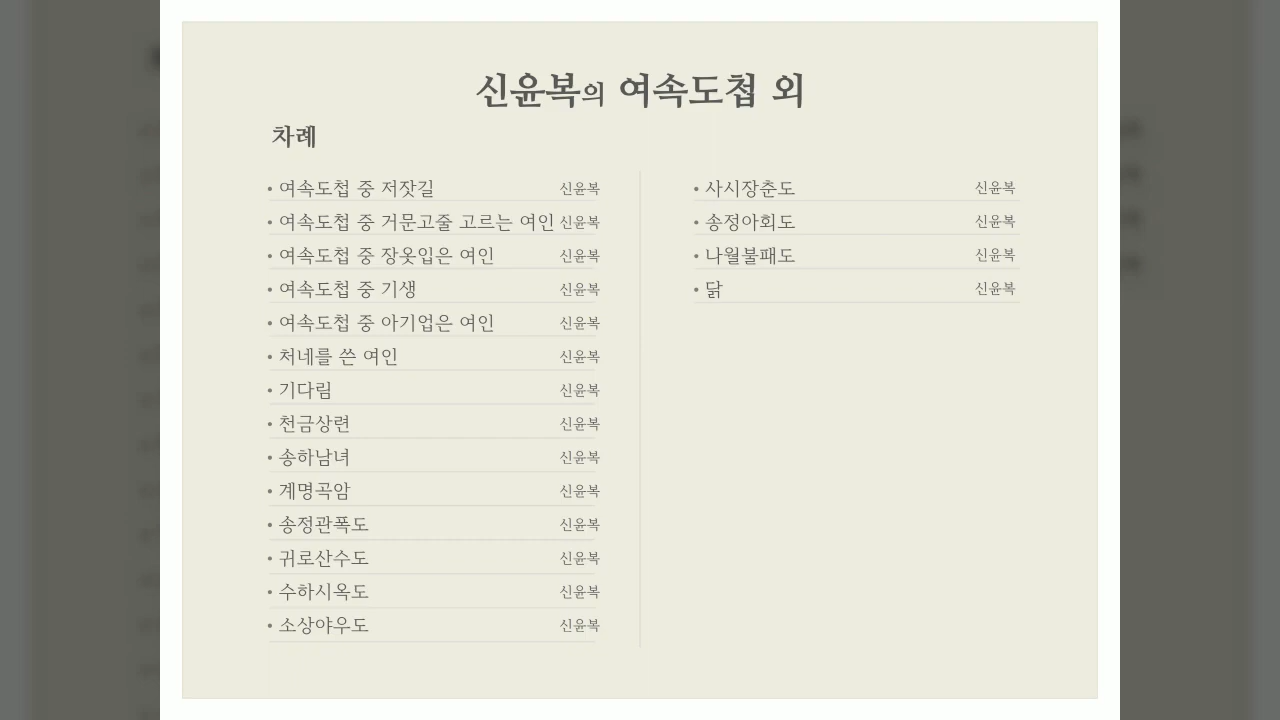 신윤복의 여속도첩 외
차례
• 여속도첩 중 저잣길 신윤복
• 여속도첩 중 거문고줄 고르는 여인 신윤복
• 여속도첩 중 장옷입은 여인 신윤복
• 여속도첩 중 기생 신윤복
• 여속도첩 중 아기업은 여인 신윤복
• 처네를 쓴 여인 신윤복
• 기다림 신윤복
• 천금상련 신윤복
• 송하남녀 신윤복
• 계명곡암 신윤복
• 송정관폭도 신윤복
• 귀로산수도 신윤복
• 수하시옥도 신윤복
• 소상야우도 신윤복
• 사시장춘도 신윤복
• 송정아회도 신윤복
• 나월불패도 신윤복
• 닭 신윤복